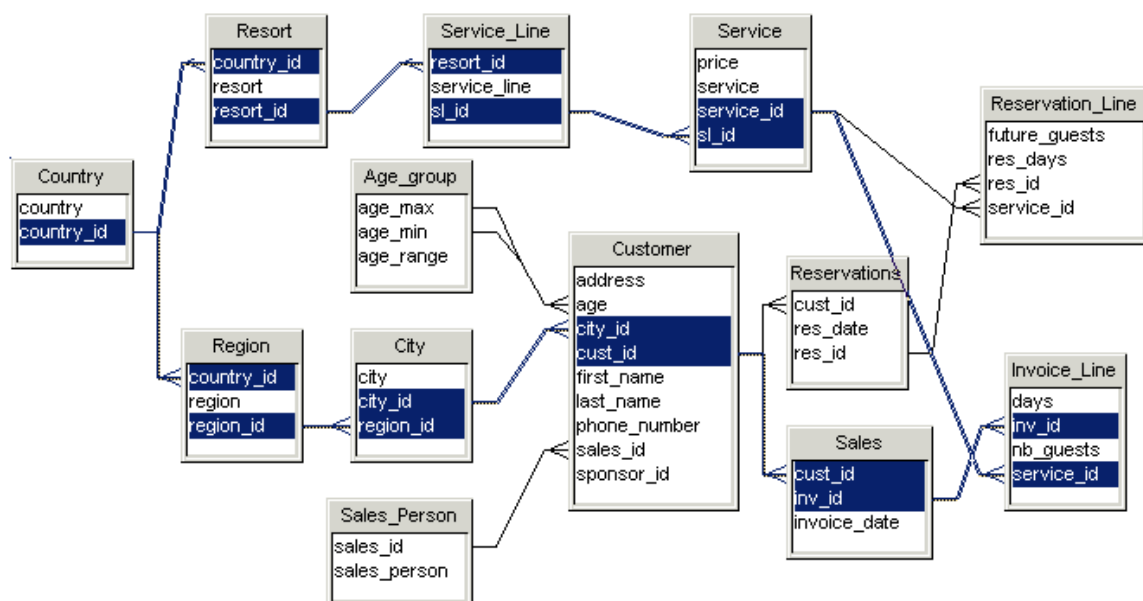 Resort
country_id
resort
resort_id
Service_Line
resort_id
service_line
sl_id
Service
price
service
service_id
sl_id
Reservation_Line
future_guests
res_days
res_id
service_id
Country
country
country_id
Age_group
age_max
age_min
age_range
Customer
address
age
city_id
cust_id
first_name
last_name
phone_number
sales_id
sponsor_id
Reservations
cust_id
res_date
res_id
Region
country_id
region
region_id
City
city
city_id
region_id
Invoice_Line
days
inv_id
nb_guests
service_id
Sales
cust_id
inv_id
invoice_date
Sales_Person
sales_id
sales_person